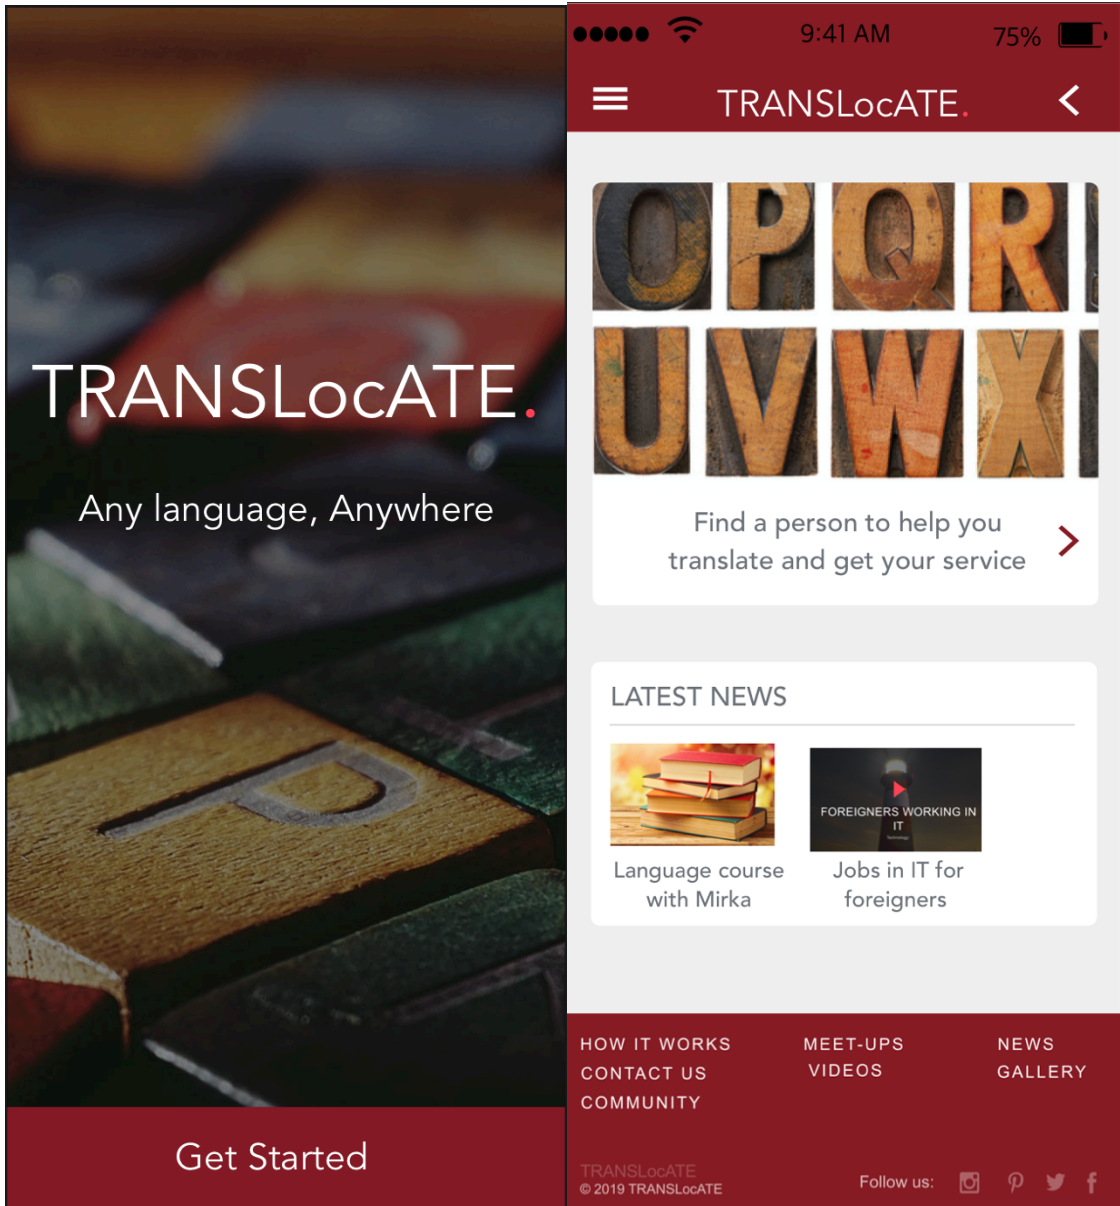 TRANSLocATE.
Any language, Anywhere
P
Get Started
9:41 AM
75%
TRANSLocATE.
O P Q R
U V W X
Find a person to help you
translate and get your service
LATEST NEWS
FOREIGNERS WORKING IN
IT
Technology
Language course
with Mirka
Jobs in IT for
foreigners
HOW IT WORKS
MEET-UPS
NEWS
CONTACT US
VIDEOS
GALLERY
COMMUNITY
TRANSLocATE
© 2019 TRANSLocATE
Follow us: